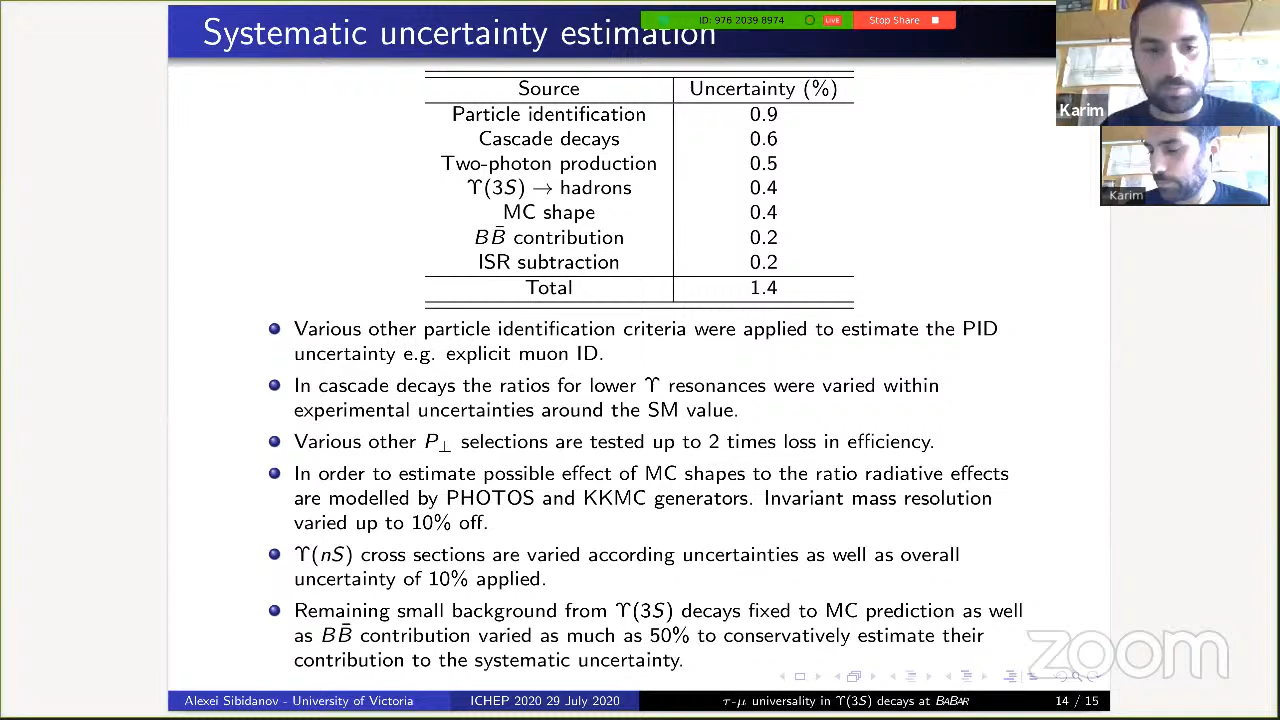 Systematic uncertainty estimation
ID: 976 2039 8974
LIVE
Stop Share
Karim
Karim
Source Uncertainty (%)
Particle identification 0.9
Cascade decays 0.6
Two-photon production 0.5
ϒ(3S) → hadrons 0.4
MC shape 0.4
BB̄ contribution 0.2
ISR subtraction 0.2
Total 1.4
Various other particle identification criteria were applied to estimate the PID
uncertainty e.g. explicit muon ID.
In cascade decays the ratios for lower ϒ resonances were varied within
experimental uncertainties around the SM value.
Various other P⊥ selections are tested up to 2 times loss in efficiency.
In order to estimate possible effect of MC shapes to the ratio radiative effects
are modelled by PHOTOS and KKMC generators. Invariant mass resolution
varied up to 10% off.
ϒ(nS) cross sections are varied according uncertainties as well as overall
uncertainty of 10% applied.
Remaining small background from ϒ(3S) decays fixed to MC prediction as well
as BB̄ contribution varied as much as 50% to conservatively estimate their
contribution to the systematic uncertainty.
zoom
Alexei Sibidanov - University of Victoria ICHEP 2020 29 July 2020 τ-μ universality in ϒ(3S) decays at BABAR 14 / 15